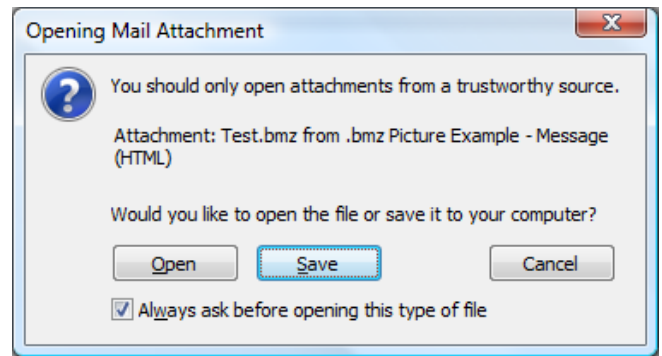 Opening Mail Attachment
You should only open attachments from a trustworthy source.
Attachment: Test.bmz from .bmz Picture Example - Message
(HTML)
Would you like to open the file or save it to your computer?
Open Save Cancel
Always ask before opening this type of file